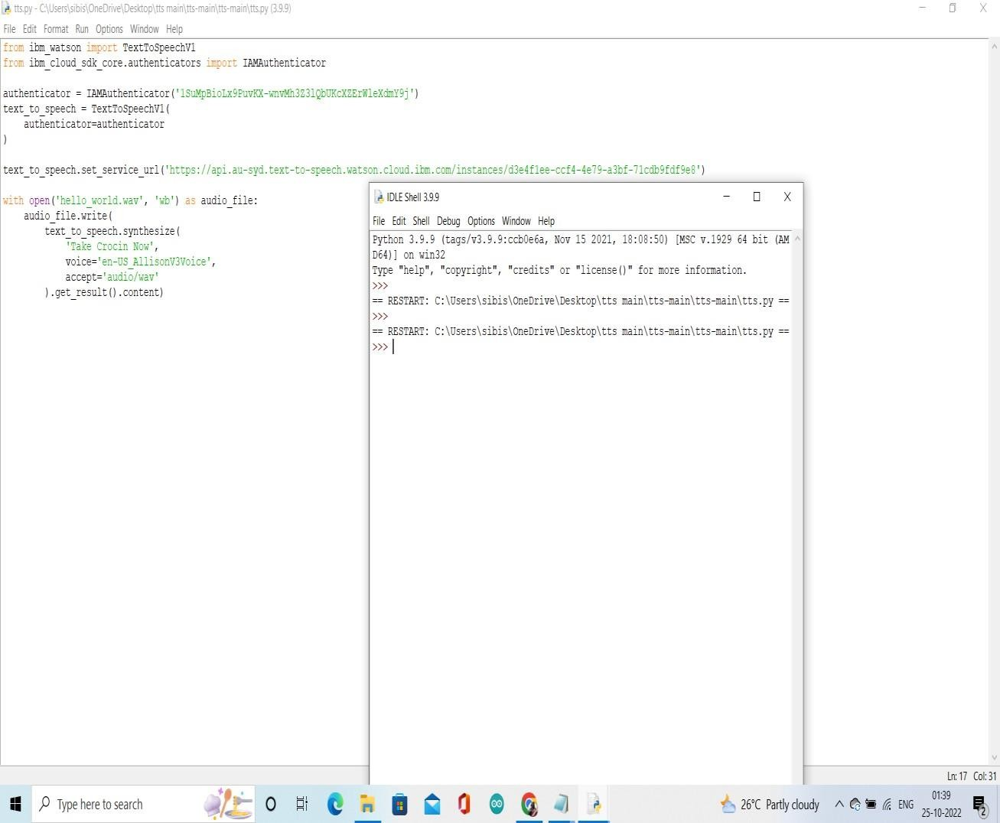 tts.py - C:\Users\sibis\OneDrive\Desktop\tts main\tts-main\tts-main\tts.py (3.9.9)
File Edit Format Run Options Window Help
from ibm_watson import TextToSpeechV1
from ibm_cloud_sdk_core.authenticators import IAMAuthenticator
authenticator = IAMAuthenticator('1SuMpBioLx9PuvKX-wnvMh3Z3lQbUKcXZErWleXdmY9j')
text_to_speech = TextToSpeechV1(
    authenticator=authenticator
)
text_to_speech.set_service_url('https://api.au-syd.text-to-speech.watson.cloud.ibm.com/instances/d3e4f1ee-ccf4-4e79-a3bf-71cdb9fdf9e8')
with open('hello_world.wav', 'wb') as audio_file:
    audio_file.write(
        text_to_speech.synthesize(
            'Take Crocin Now',
            voice='en-US_AllisonV3Voice',
            accept='audio/wav'
        ).get_result().content)
IDLE Shell 3.9.9
File Edit Shell Debug Options Window Help
Python 3.9.9 (tags/v3.9.9:ccb0e6a, Nov 15 2021, 18:08:50) [MSC v.1929 64 bit (AM
D64)] on win32
Type "help", "copyright", "credits" or "license()" for more information.
>>>
== RESTART: C:\Users\sibis\OneDrive\Desktop\tts main\tts-main\tts-main\tts.py ==
>>>
== RESTART: C:\Users\sibis\OneDrive\Desktop\tts main\tts-main\tts-main\tts.py ==
>>>
Ln: 17 Col: 31
Type here to search
26°C Partly cloudy
ENG
01:39
25-10-2022
2